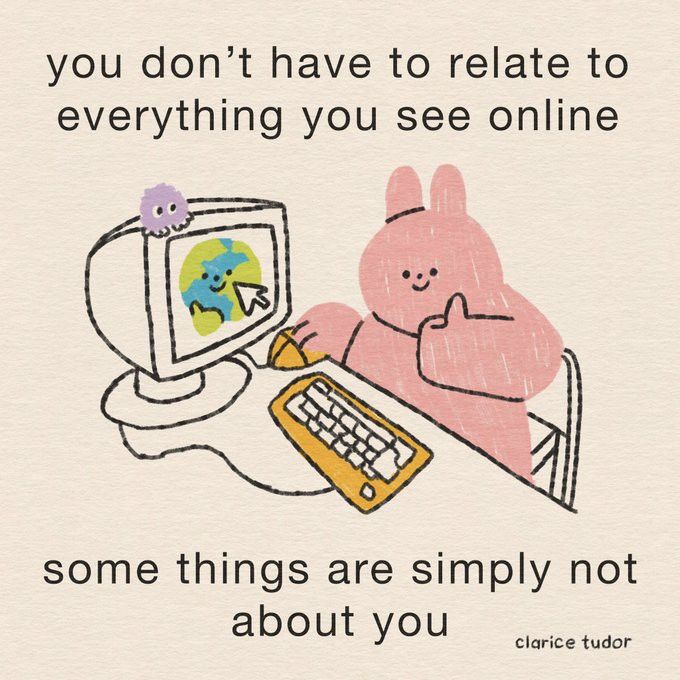 you don't have to relate to
everything you see online
some things are simply not
about you
clarice tudor